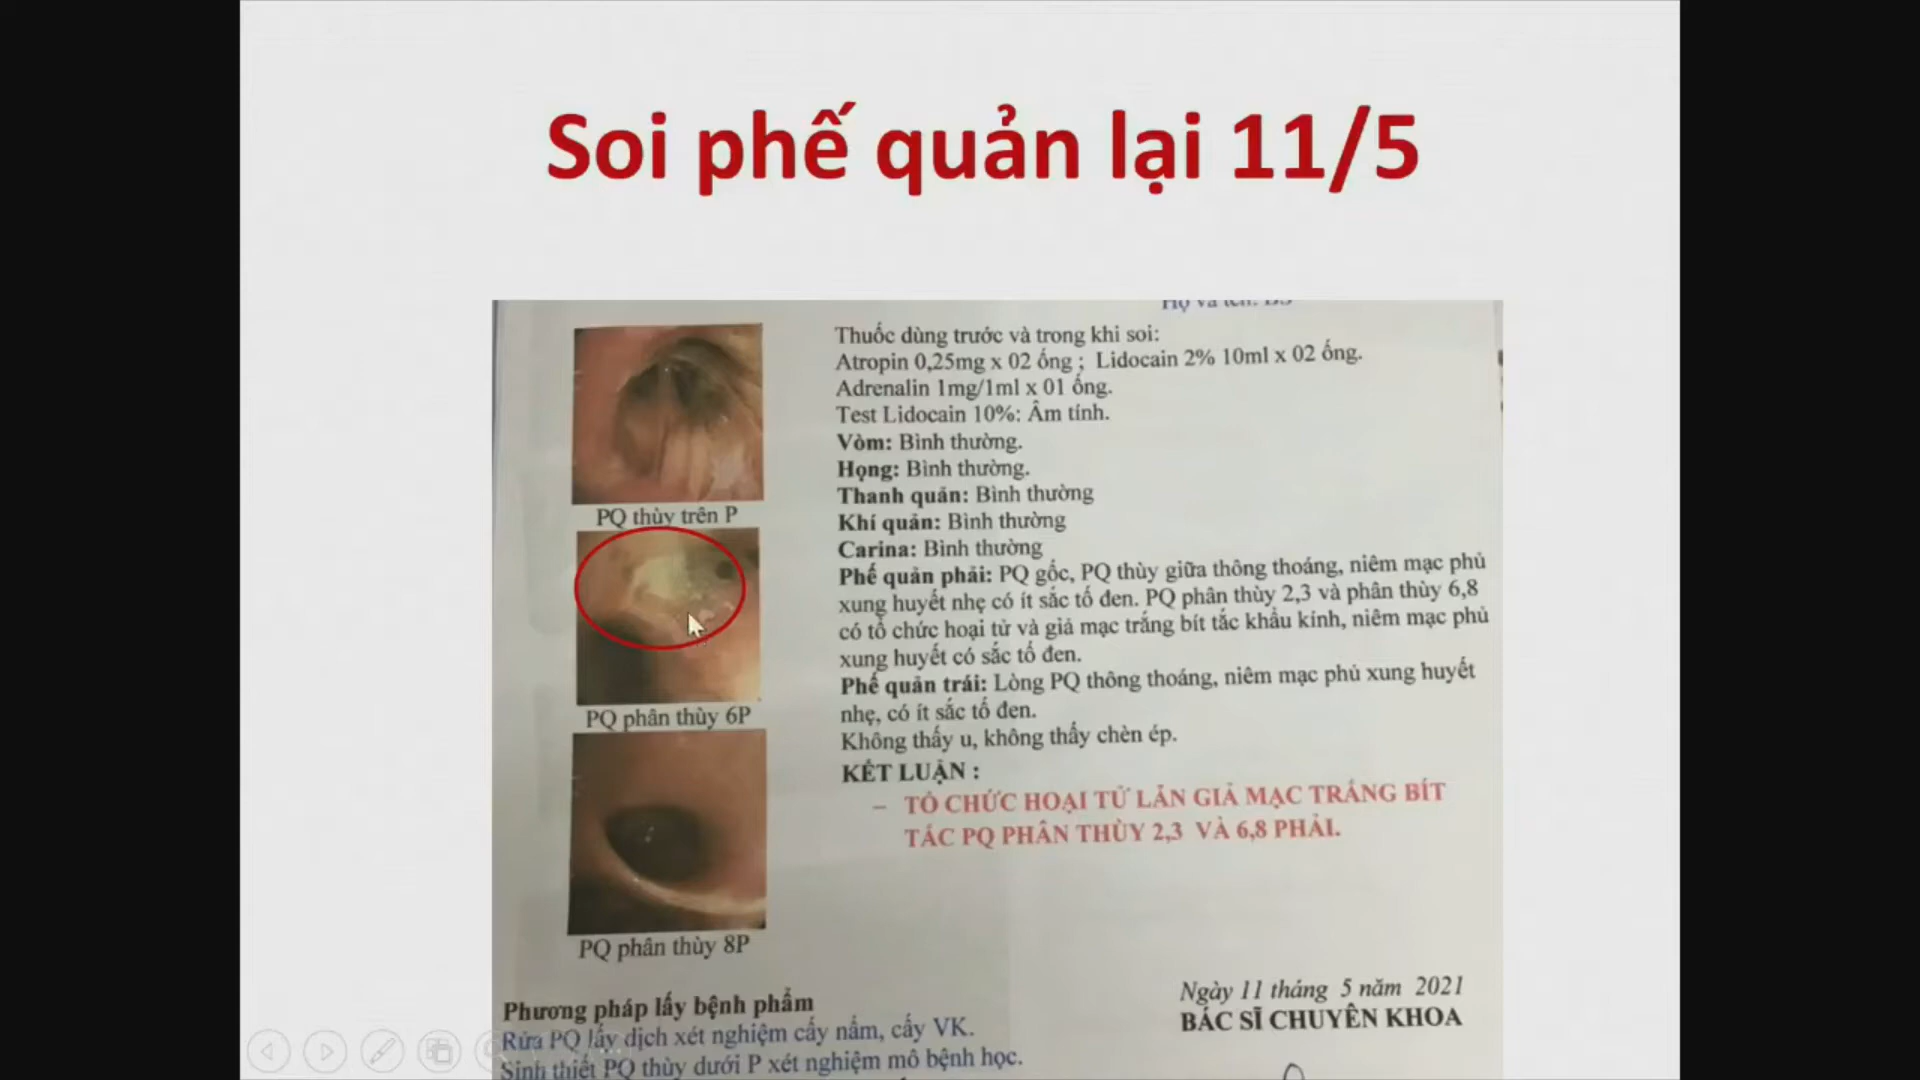 Soi phế quản lại 11/5
Họ và tên:
Thuốc dùng trước và trong khi soi:
Atropin 0,25mg x 02 ống ; Lidocain 2% 10ml x 02 ống.
Adrenalin 1mg/1ml x 01 ống.
Test Lidocain 10%: Âm tính.
Vòm: Bình thường.
Họng: Bình thường.
Thanh quản: Bình thường
Khí quản: Bình thường
Carina: Bình thường
Phế quản phải: PQ gốc, PQ thùy giữa thông thoáng, niêm mạc phủ
xung huyết nhẹ có ít sắc tố đen. PQ phân thùy 2,3 và phân thùy 6,8
có tổ chức hoại tử và giả mạc trắng bít tắc khẩu kính, niêm mạc phủ
xung huyết có sắc tố đen.
Phế quản trái: Lòng PQ thông thoáng, niêm mạc phủ xung huyết
nhẹ, có ít sắc tố đen.
Không thấy u, không thấy chèn ép.
KẾT LUẬN :
– TỔ CHỨC HOẠI TỬ LẪN GIẢ MẠC TRẮNG BÍT
TẮC PQ PHÂN THÙY 2,3 VÀ 6,8 PHẢI.
PQ thùy trên P
PQ phân thùy 6P
PQ phân thùy 8P
Phương pháp lấy bệnh phẩm
Rửa PQ lấy dịch xét nghiệm cấy nấm, cấy VK.
Sinh thiết PQ thùy dưới P xét nghiệm mô bệnh học.
Ngày 11 tháng 5 năm 2021
BÁC SĨ CHUYÊN KHOA